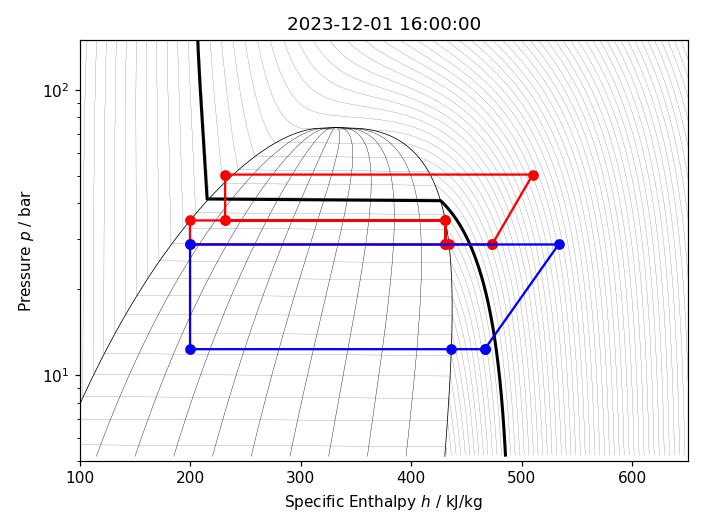 2023-12-01 16:00:00
10²
10¹
Pressure p / bar
100 200 300 400 500 600
Specific Enthalpy h / kJ/kg